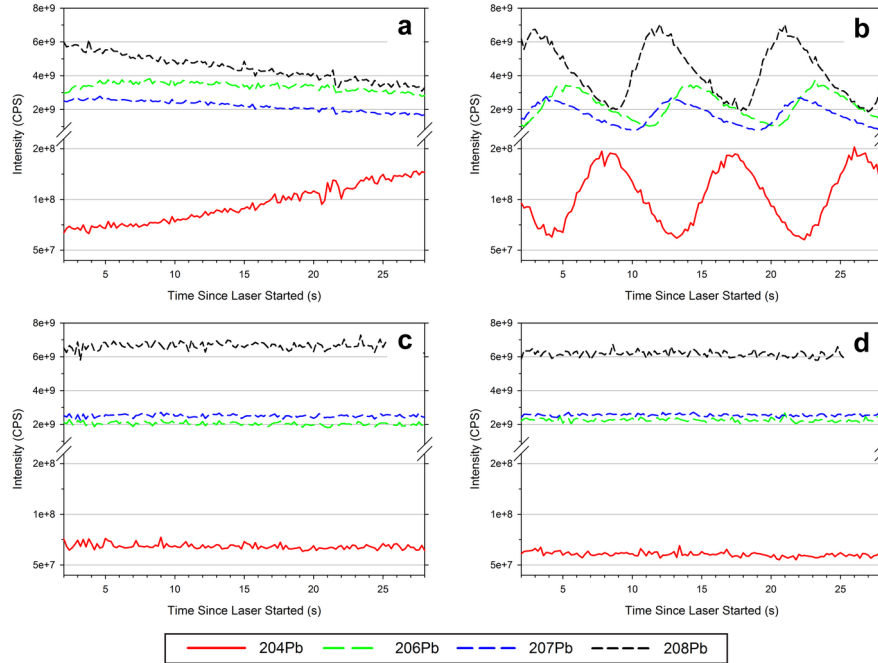 a
b
8e+9
6e+9
4e+9
2e+9
2e+8
1e+8
5e+7
Intensity (CPS)
5
10
15
20
25
Time Since Laser Started (s)
8e+9
6e+9
4e+9
2e+9
2e+8
1e+8
5e+7
Intensity (CPS)
5
10
15
20
25
Time Since Laser Started (s)
c
d
8e+9
6e+9
4e+9
2e+9
2e+8
1e+8
5e+7
Intensity (CPS)
5
10
15
20
25
Time Since Laser Started (s)
8e+9
6e+9
4e+9
2e+9
2e+8
1e+8
5e+7
Intensity (CPS)
5
10
15
20
25
Time Since Laser Started (s)
204Pb
206Pb
207Pb
208Pb